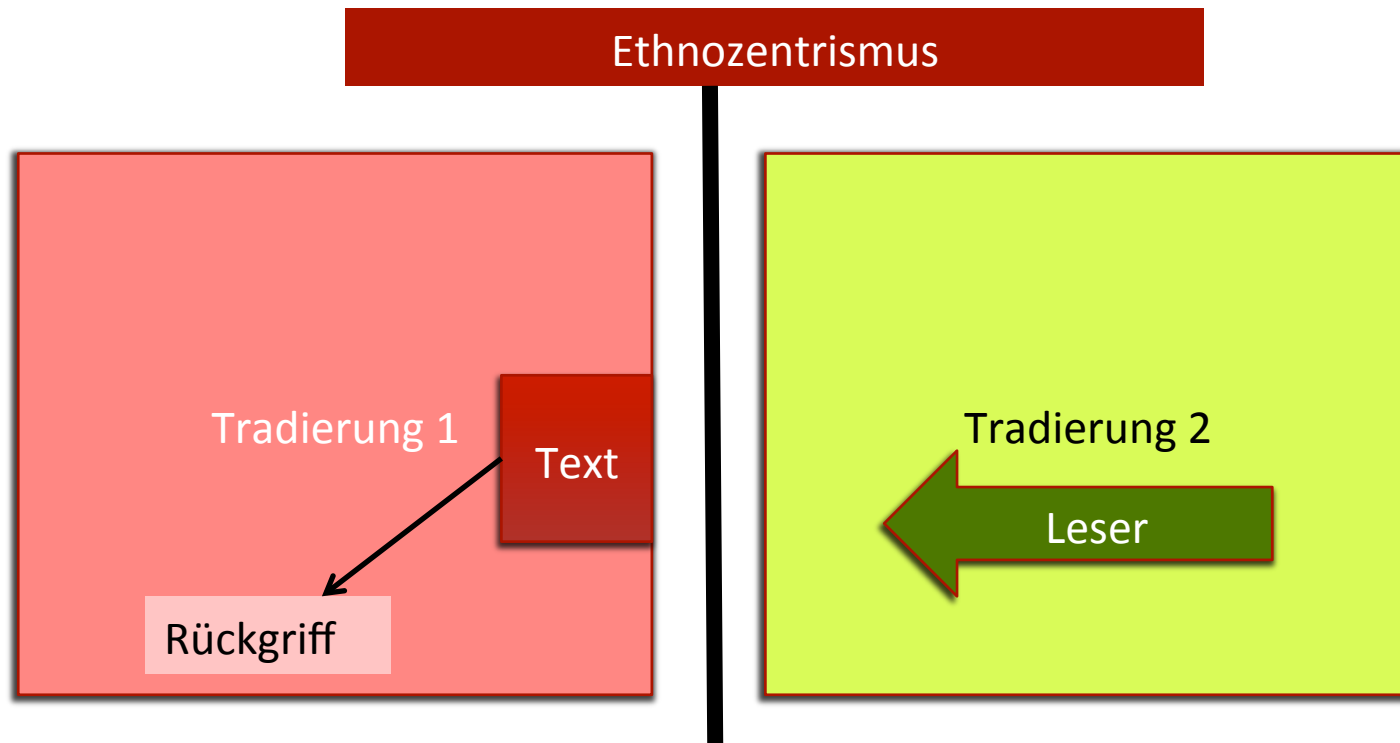 Ethnozentrismus
Tradierung 1
Text
Rückgriff
Tradierung 2
Leser